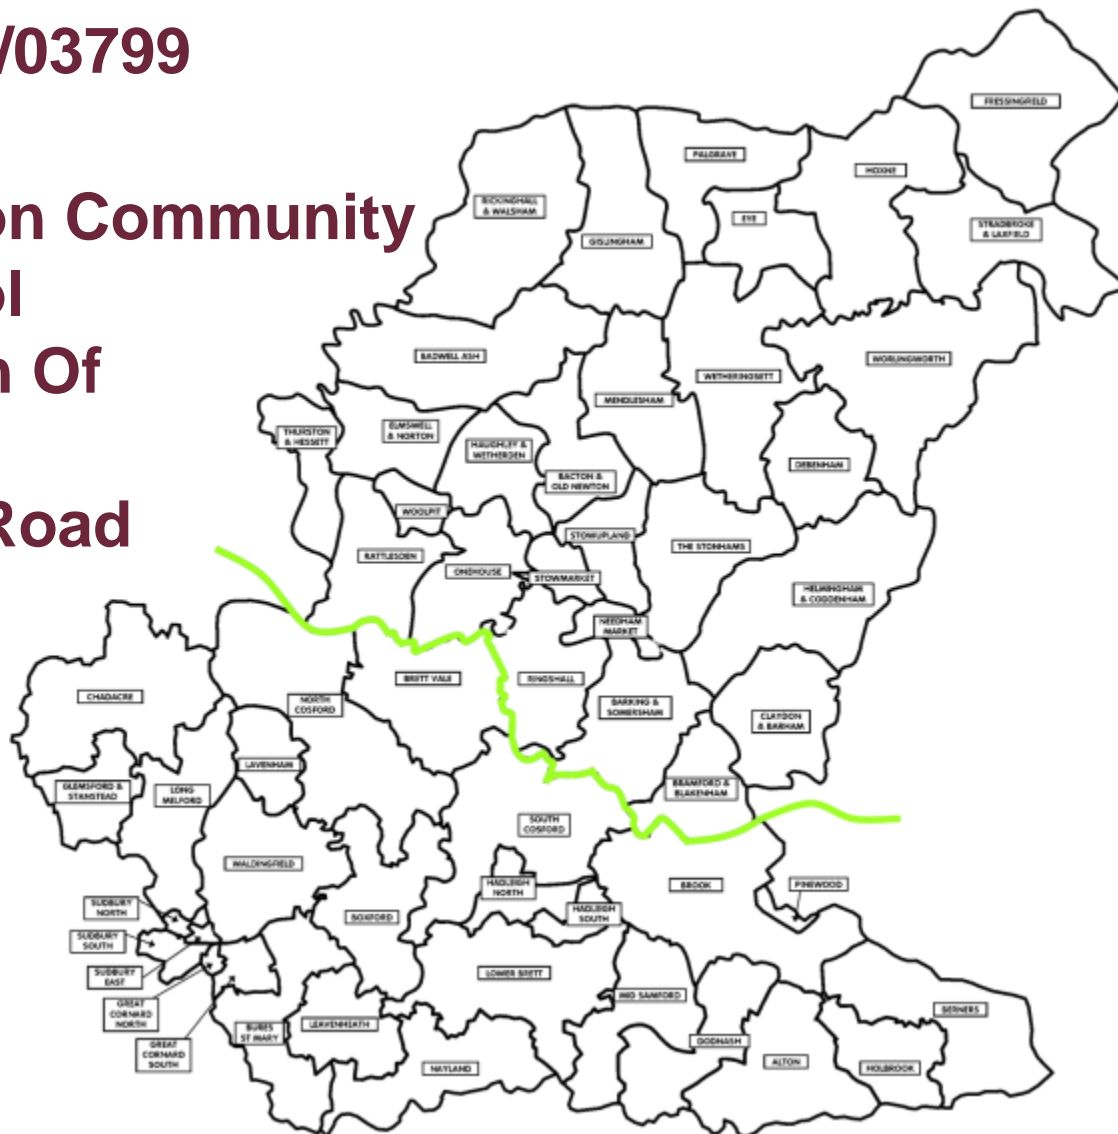 /03799
on Community
ol
n Of
Road
FRESSINGFIELD
PALGRAVE
HOXNE
RICKINGHALL
& WALSHAM
EYE
STRADBROKE
& LAXFIELD
GISLINGHAM
BADWELL ASH
WORLINGWORTH
WETHERINGSETT
MENDLESHAM
THURSTON
& HESSETT
ELMSWELL
& NORTON
HAUGHLEY &
WETHERDEN
DEBENHAM
BACTON &
OLD NEWTON
WOOLPIT
STOWUPLAND
THE STONHAMS
RATTLESDEN
ONEHOUSE
STOWMARKET
HELMINGHAM
& CODDENHAM
NEEDHAM
MARKET
BRETT VALE
RINGSHALL
CHADACRE
NORTH
COSFORD
BARKING &
SOMERSHAM
CLAYDON
& BARHAM
LAVENHAM
GLEMSFORD &
STANSTEAD
LONG
MELFORD
BRAMFORD &
BLAKENHAM
SOUTH
COSFORD
WALDINGFIELD
HADLEIGH
NORTH
BROOK
PINEWOOD
SUDBURY
NORTH
BOXFORD
HADLEIGH
SOUTH
SUDBURY
SOUTH
SUDBURY
EAST
LOWER BRETT
MID SAMFORD
GREAT
CORNARD
NORTH
BURES
ST MARY
LEAVENHEATH
BERNERS
GREAT
CORNARD
SOUTH
COPDOCK
ALTON
NAYLAND
HOLBROOK